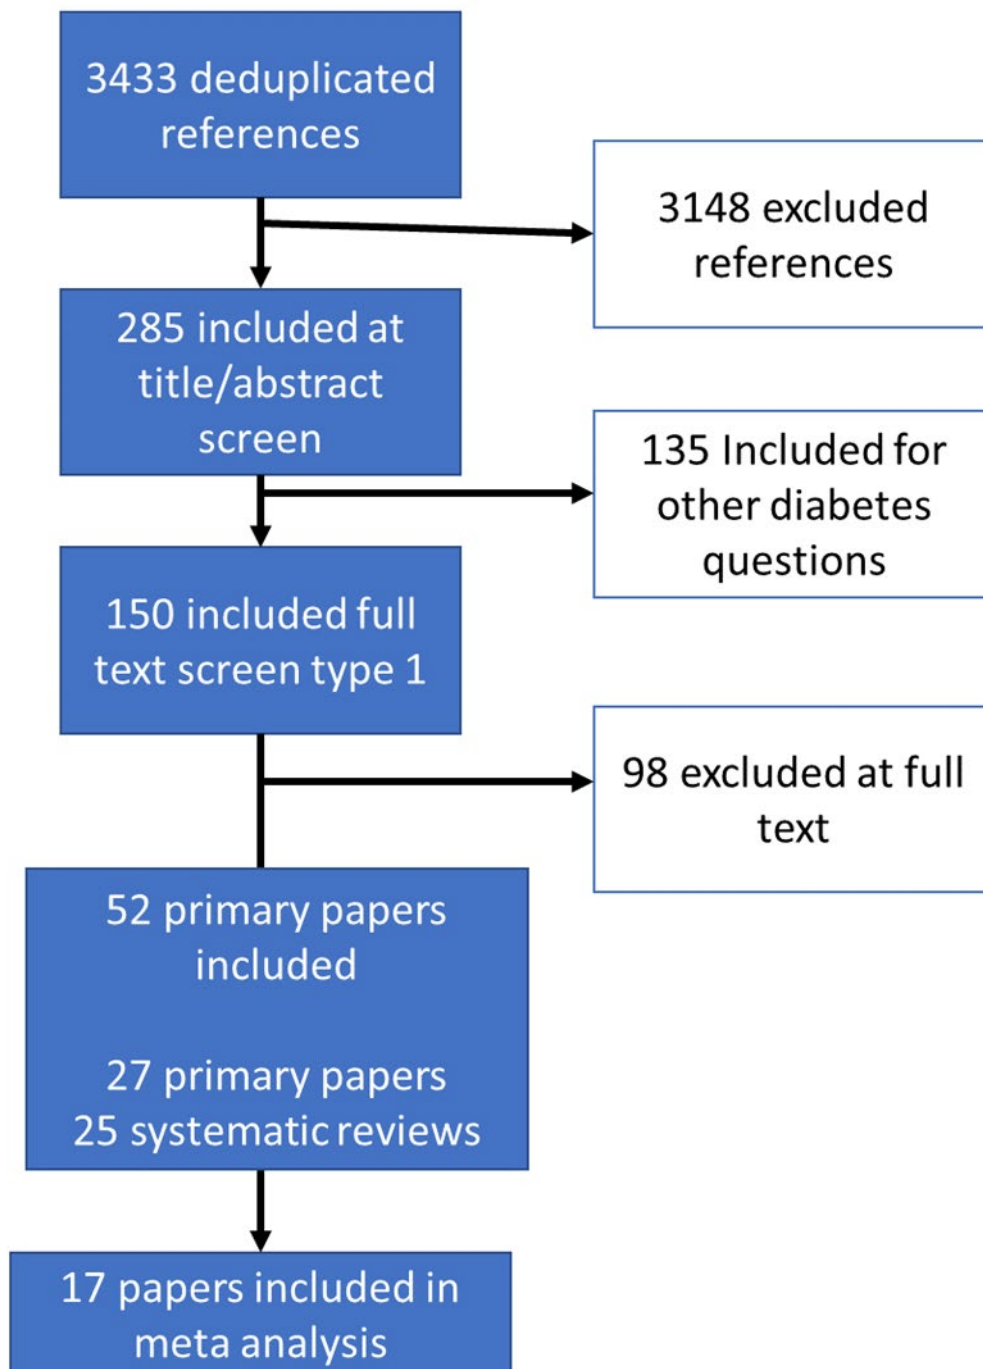 3433 deduplicated
references
3148 excluded
references
285 included at
title/abstract
screen
135 Included for
other diabetes
questions
150 included full
text screen type 1
98 excluded at full
text
52 primary papers
included
27 primary papers
25 systematic reviews
17 papers included in
meta analysis